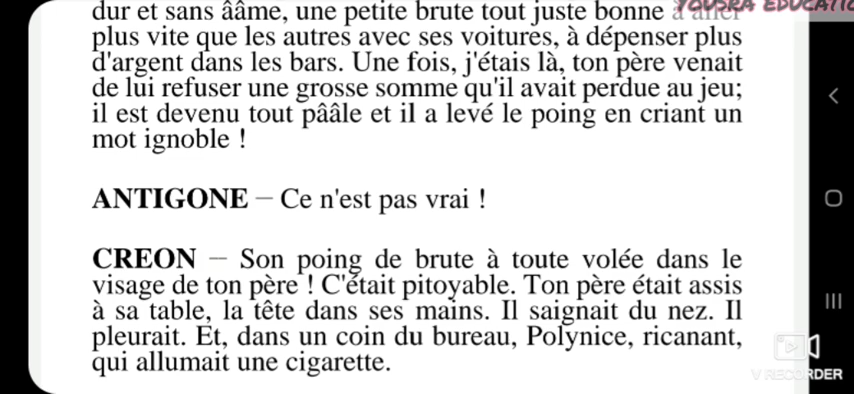 YOUSRA EDUCATIO
dur et sans ââme, une petite brute tout juste bonne à aller
plus vite que les autres avec ses voitures, à dépenser plus
d'argent dans les bars. Une fois, j'étais là, ton père venait
de lui refuser une grosse somme qu'il avait perdue au jeu;
il est devenu tout pââle et il a levé le poing en criant un
mot ignoble !
ANTIGONE – Ce n'est pas vrai !
CREON – Son poing de brute à toute volée dans le
visage de ton père ! C'était pitoyable. Ton père était assis
à sa table, la tête dans ses mains. Il saignait du nez. Il
pleurait. Et, dans un coin du bureau, Polynice, ricanant,
qui allumait une cigarette.
V RECORDER